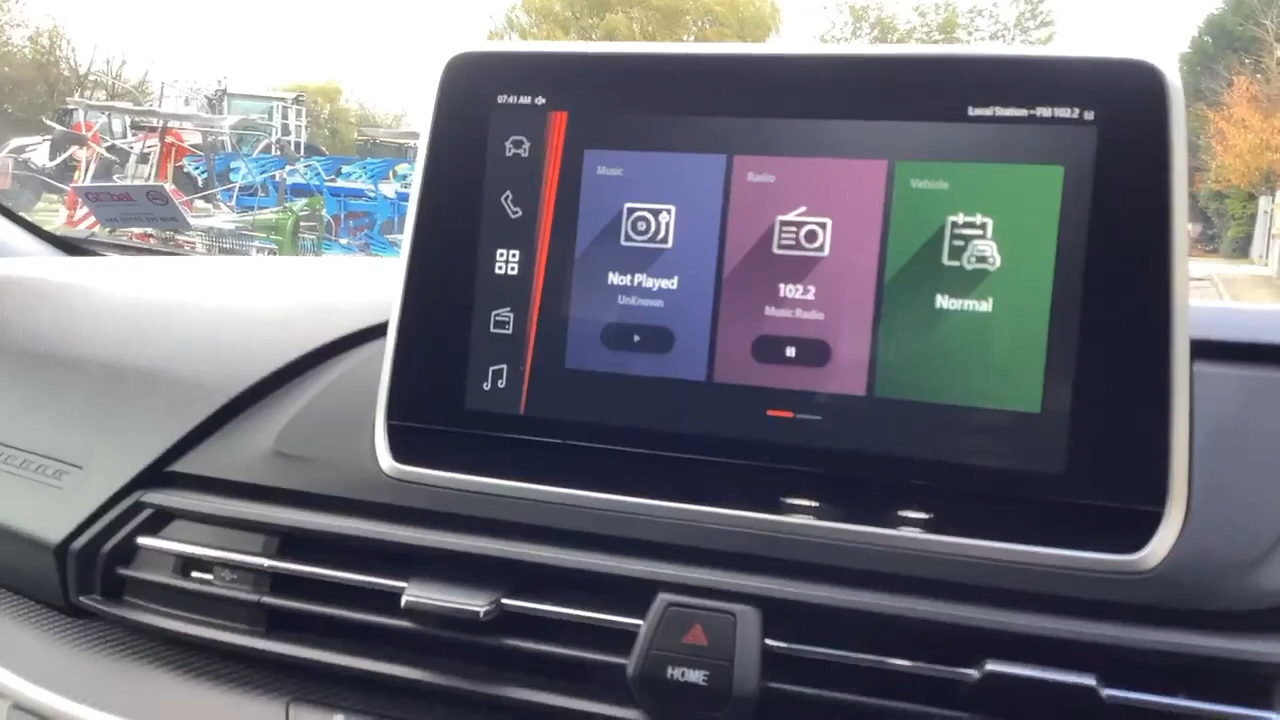 07:41 AM
Local Station - FM 102.2
Music
Not Played
UnKnown
Radio
102.2
Music Radio
Vehicle
Normal
HOME
Global